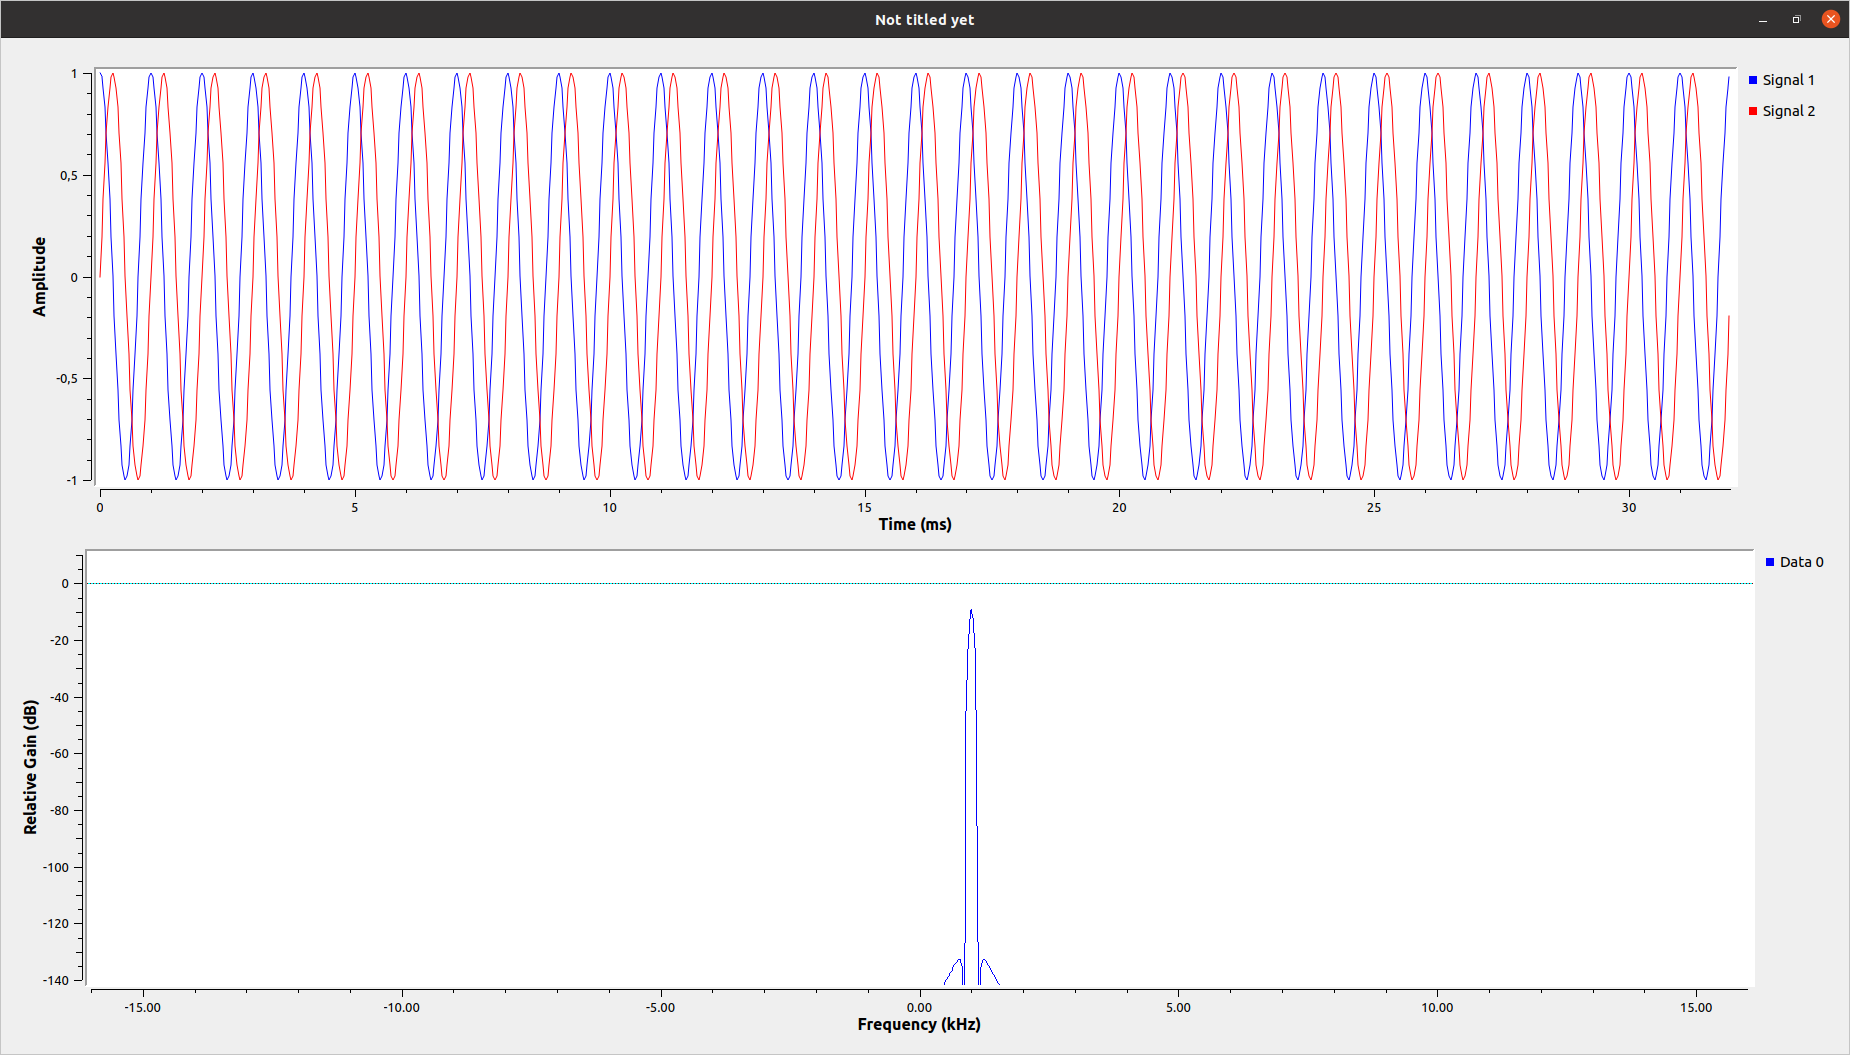 Not titled yet
1
0,5
0
-0,5
-1
Amplitude
0 5 10 15 20 25 30
Time (ms)
Signal 1
Signal 2
0
-20
-40
-60
-80
-100
-120
-140
Relative Gain (dB)
-15.00 -10.00 -5.00 0.00 5.00 10.00 15.00
Frequency (kHz)
Data 0